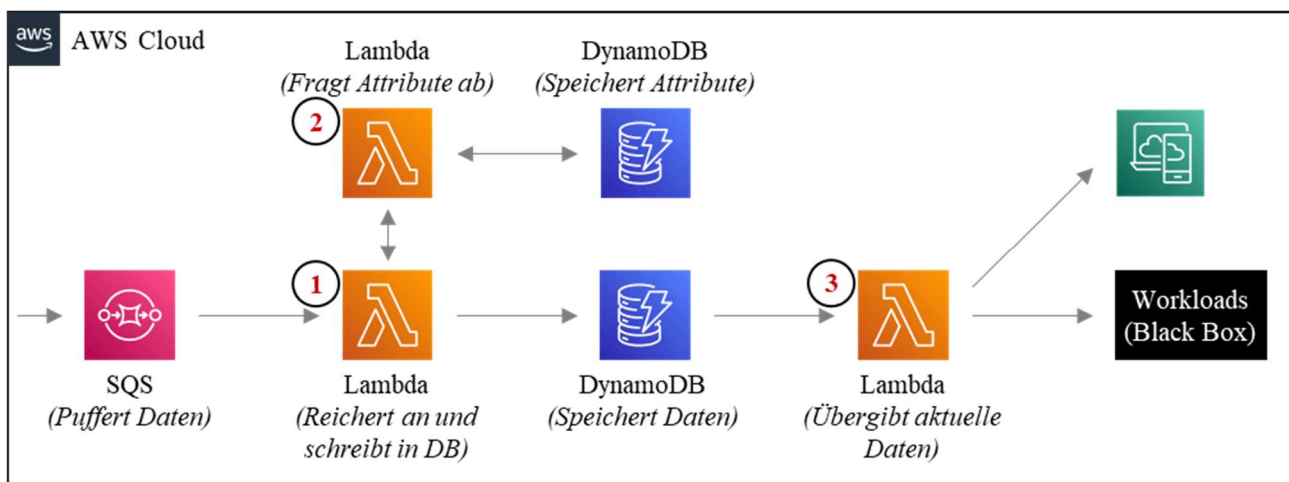 aws AWS Cloud
Lambda
(Fragt Attribute ab)
DynamoDB
(Speichert Attribute)
2
1
3
SQS
(Puffert Daten)
Lambda
(Reichert an und
schreibt in DB)
DynamoDB
(Speichert Daten)
Lambda
(Übergibt aktuelle
Daten)
Workloads
(Black Box)